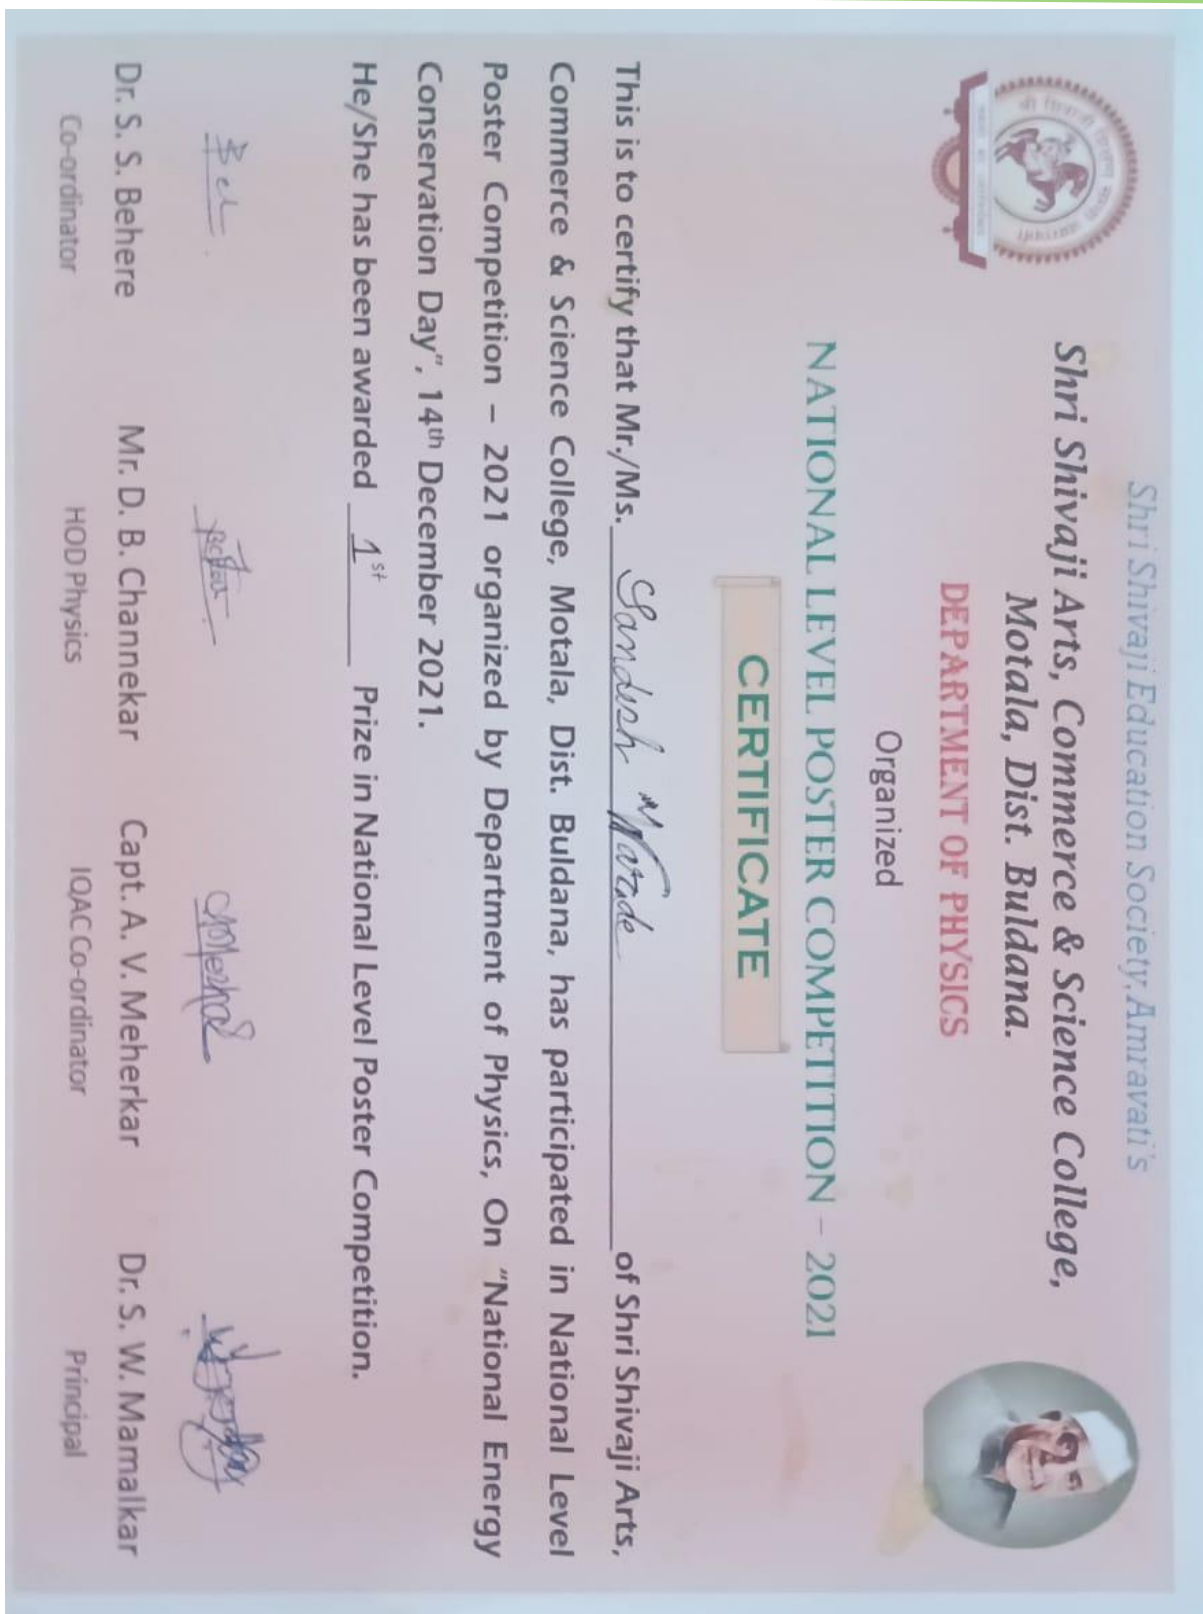 Shri Shivaji Education Society, Amravati's
Shri Shivaji Arts, Commerce & Science College,
Motala, Dist. Buldana.
DEPARTMENT OF PHYSICS
Organized
NATIONAL LEVEL POSTER COMPETITION – 2021
CERTIFICATE
This is to certify that Mr./Ms. Sandesh Warade of Shri Shivaji Arts,
Commerce & Science College, Motala, Dist. Buldana, has participated in National Level
Poster Competition – 2021 organized by Department of Physics, On "National Energy
Conservation Day", 14th December 2021.
He/She has been awarded 1st Prize in National Level Poster Competition.
Dr. S. S. Behere Mr. D. B. Channekar Capt. A. V. Meherkar Dr. S. W. Mamalkar
Co-ordinator HOD Physics IQAC Co-ordinator Principal